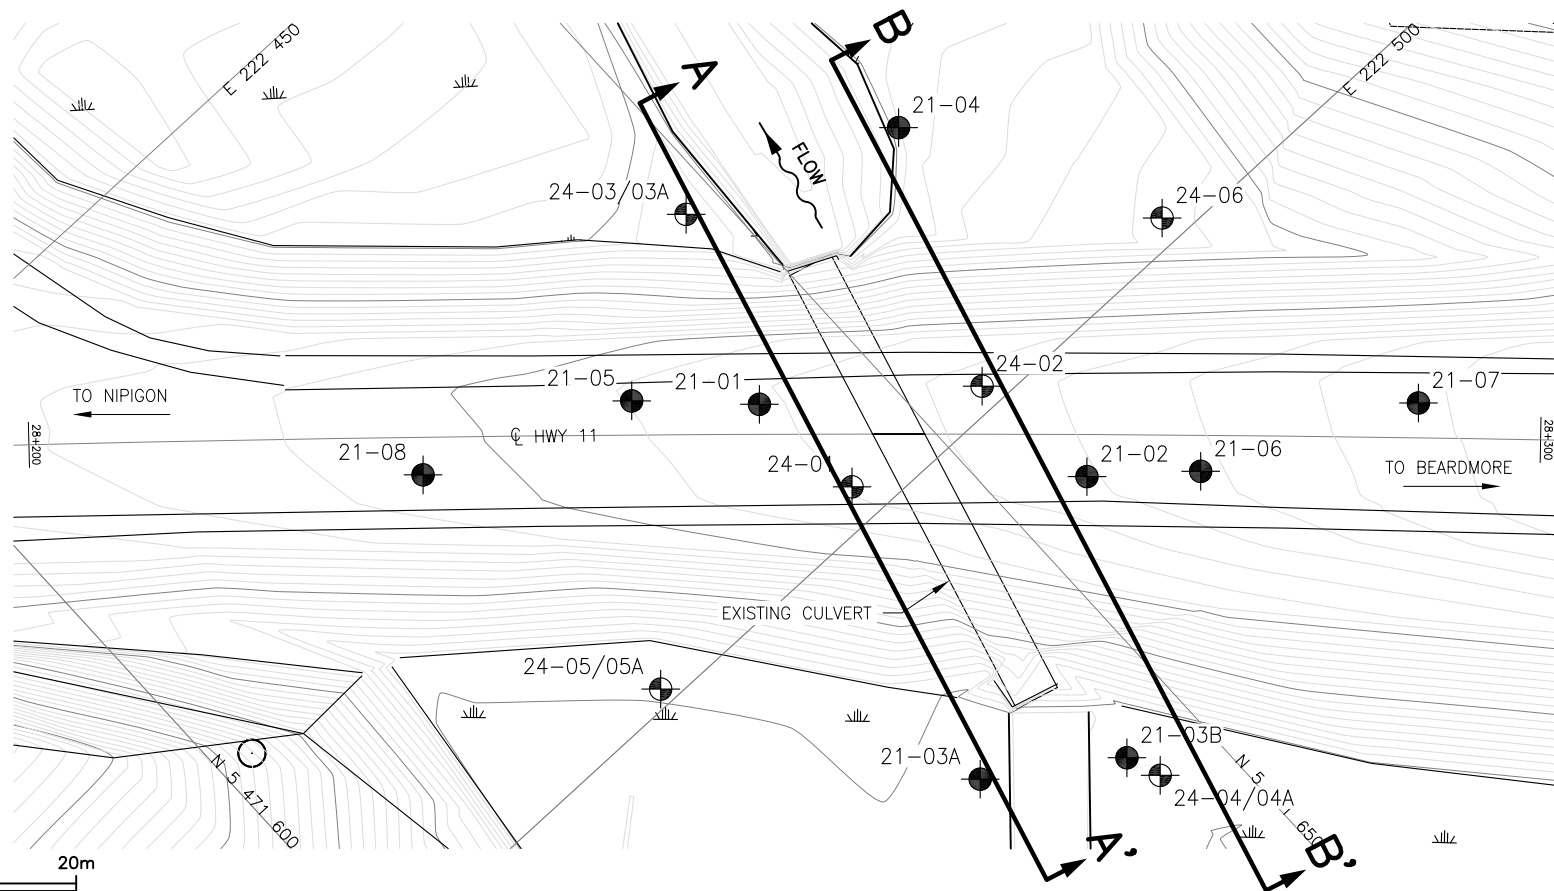 E 222 450
A
B
21-04
E 222 500
FLOW
24-03/03A
24-06
21-05
21-01
24-02
21-07
TO NIPIGON
28+200
℄ HWY 11
28+300
21-08
24-01
21-02
21-06
TO BEARDMORE
EXISTING CULVERT
24-05/05A
21-03A
21-03B
24-04/04A
N 5 471 600
A'
B'
20m